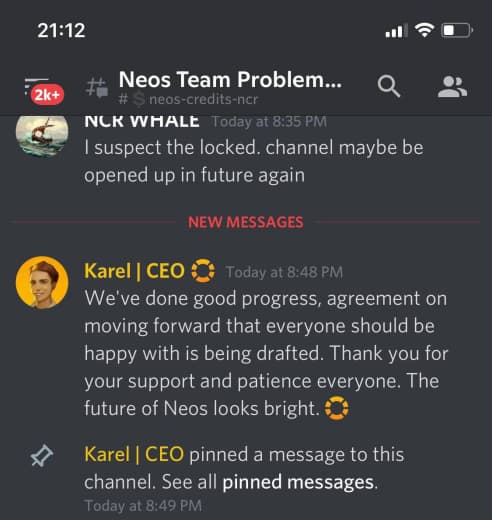 21:12
2k+
Neos Team Problem...
# $ neos-credits-ncr
NCR WHALE Today at 8:35 PM
I suspect the locked. channel maybe be
opened up in future again
NEW MESSAGES
Karel | CEO Today at 8:48 PM
We've done good progress, agreement on
moving forward that everyone should be
happy with is being drafted. Thank you for
your support and patience everyone. The
future of Neos looks bright.
Karel | CEO pinned a message to this
channel. See all pinned messages.
Today at 8:49 PM